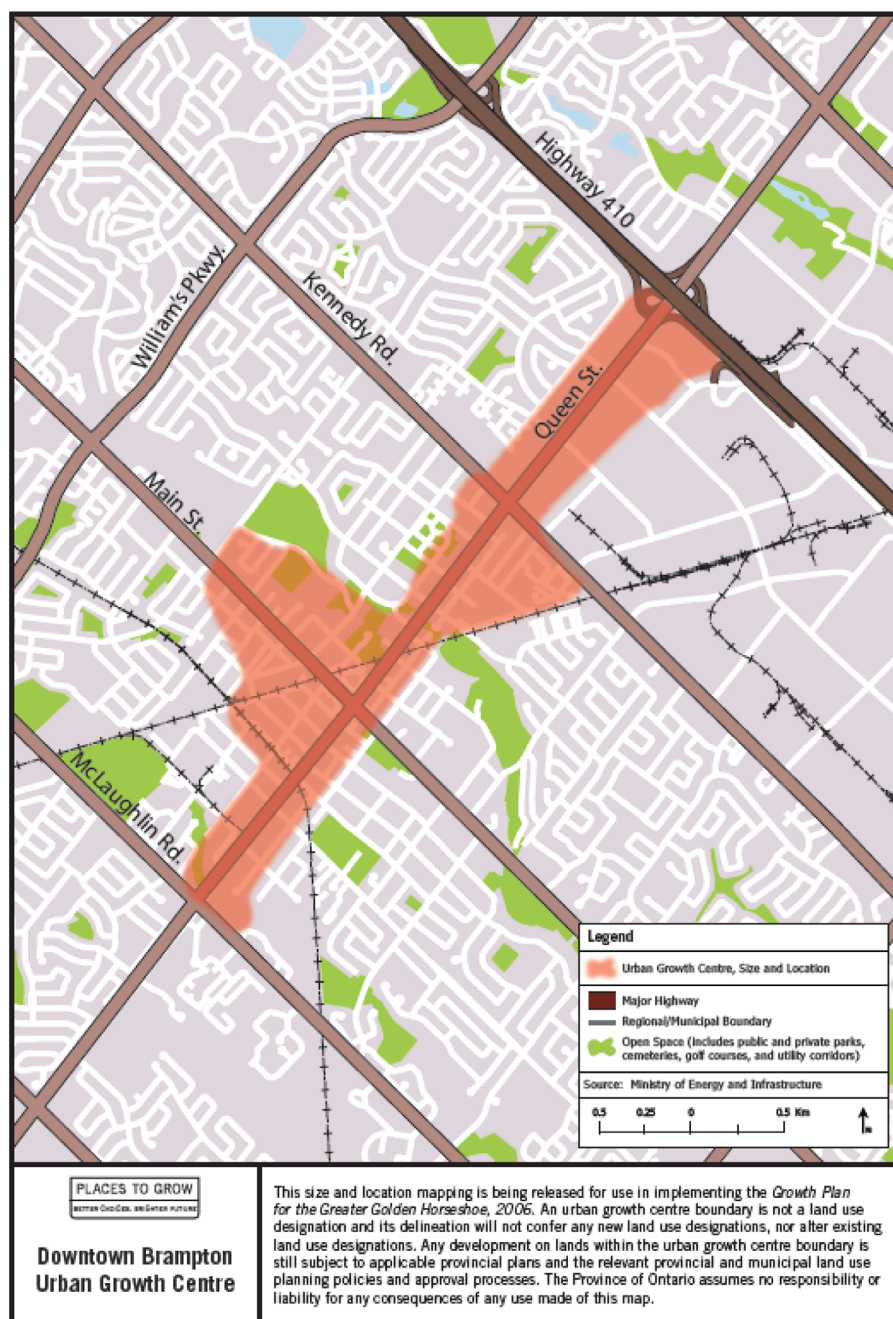 Highway 410
William's Pkwy.
Kennedy Rd.
Queen St.
Main St.
McLaughlin Rd.
Legend
Urban Growth Centre, Size and Location
Major Highway
Regional/Municipal Boundary
Open Space (includes public and private parks,
cemeteries, golf courses, and utility corridors)
Source: Ministry of Energy and Infrastructure
0.5 0.25 0 0.5 Km
N
PLACES TO GROW
BETTER CHOICES. BRIGHTER FUTURE
Downtown Brampton
Urban Growth Centre
This size and location mapping is being released for use in implementing the Growth Plan
for the Greater Golden Horseshoe, 2006. An urban growth centre boundary is not a land use
designation and its delineation will not confer any new land use designations, nor alter existing
land use designations. Any development on lands within the urban growth centre boundary is
still subject to applicable provincial plans and the relevant provincial and municipal land use
planning policies and approval processes. The Province of Ontario assumes no responsibility or
liability for any consequences of any use made of this map.